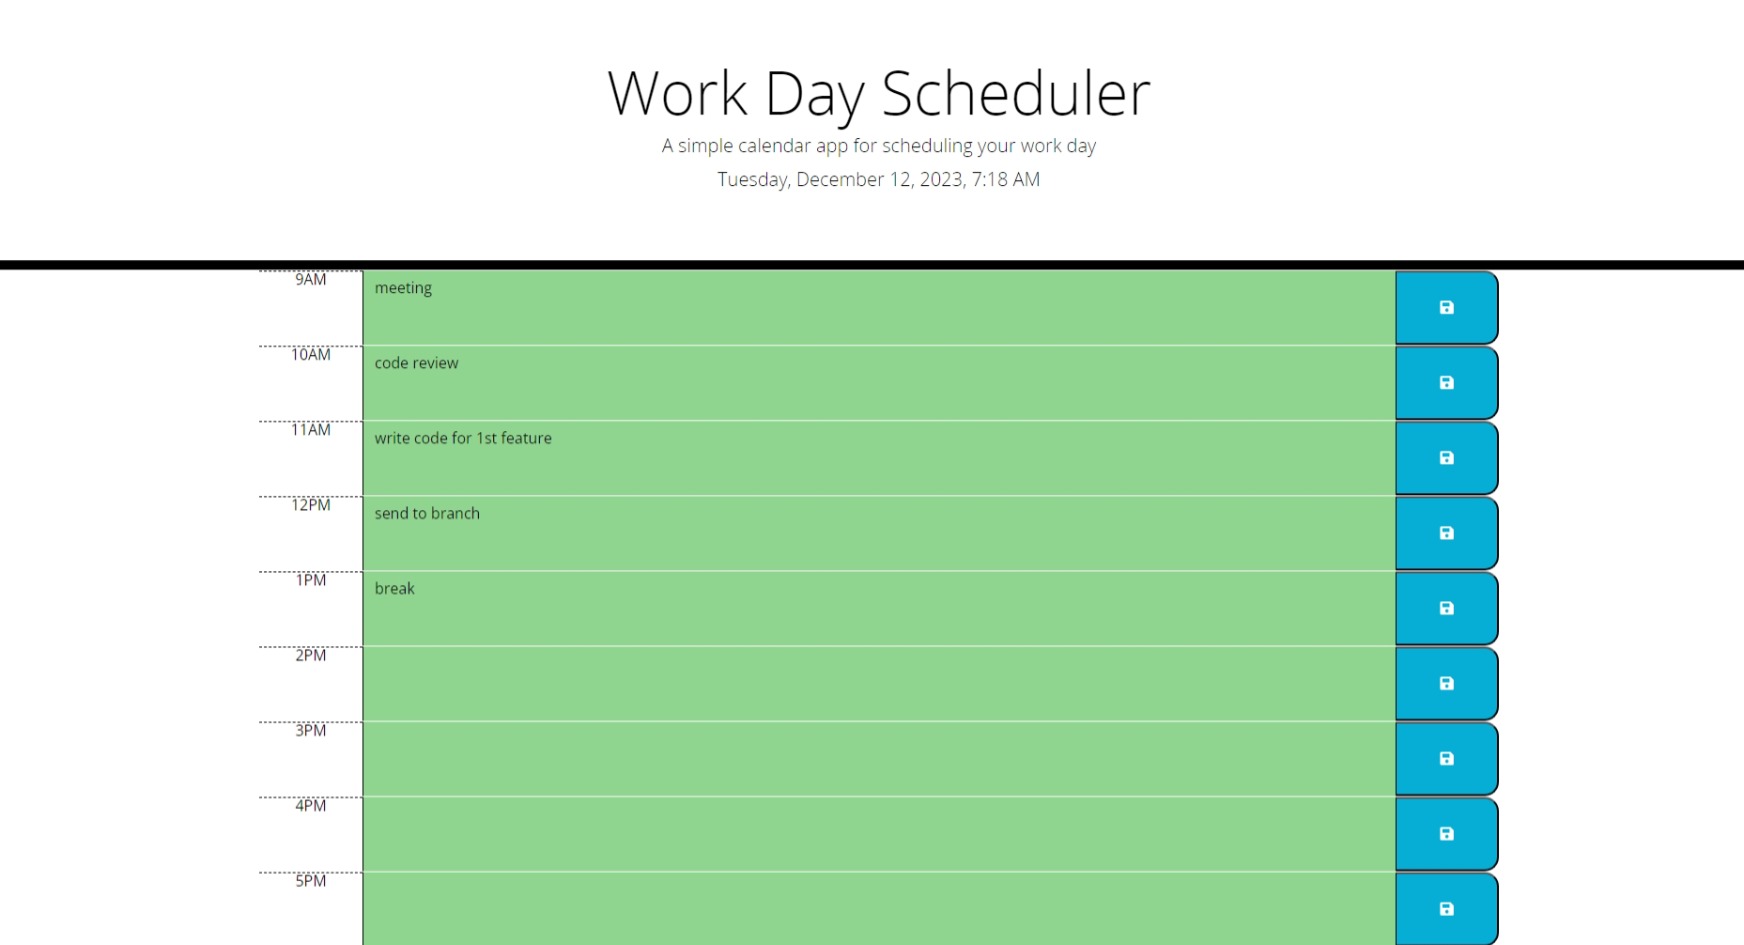 Work Day Scheduler
A simple calendar app for scheduling your work day
Tuesday, December 12, 2023, 7:18 AM
9AM
meeting
10AM
code review
11AM
write code for 1st feature
12PM
send to branch
1PM
break
2PM
3PM
4PM
5PM